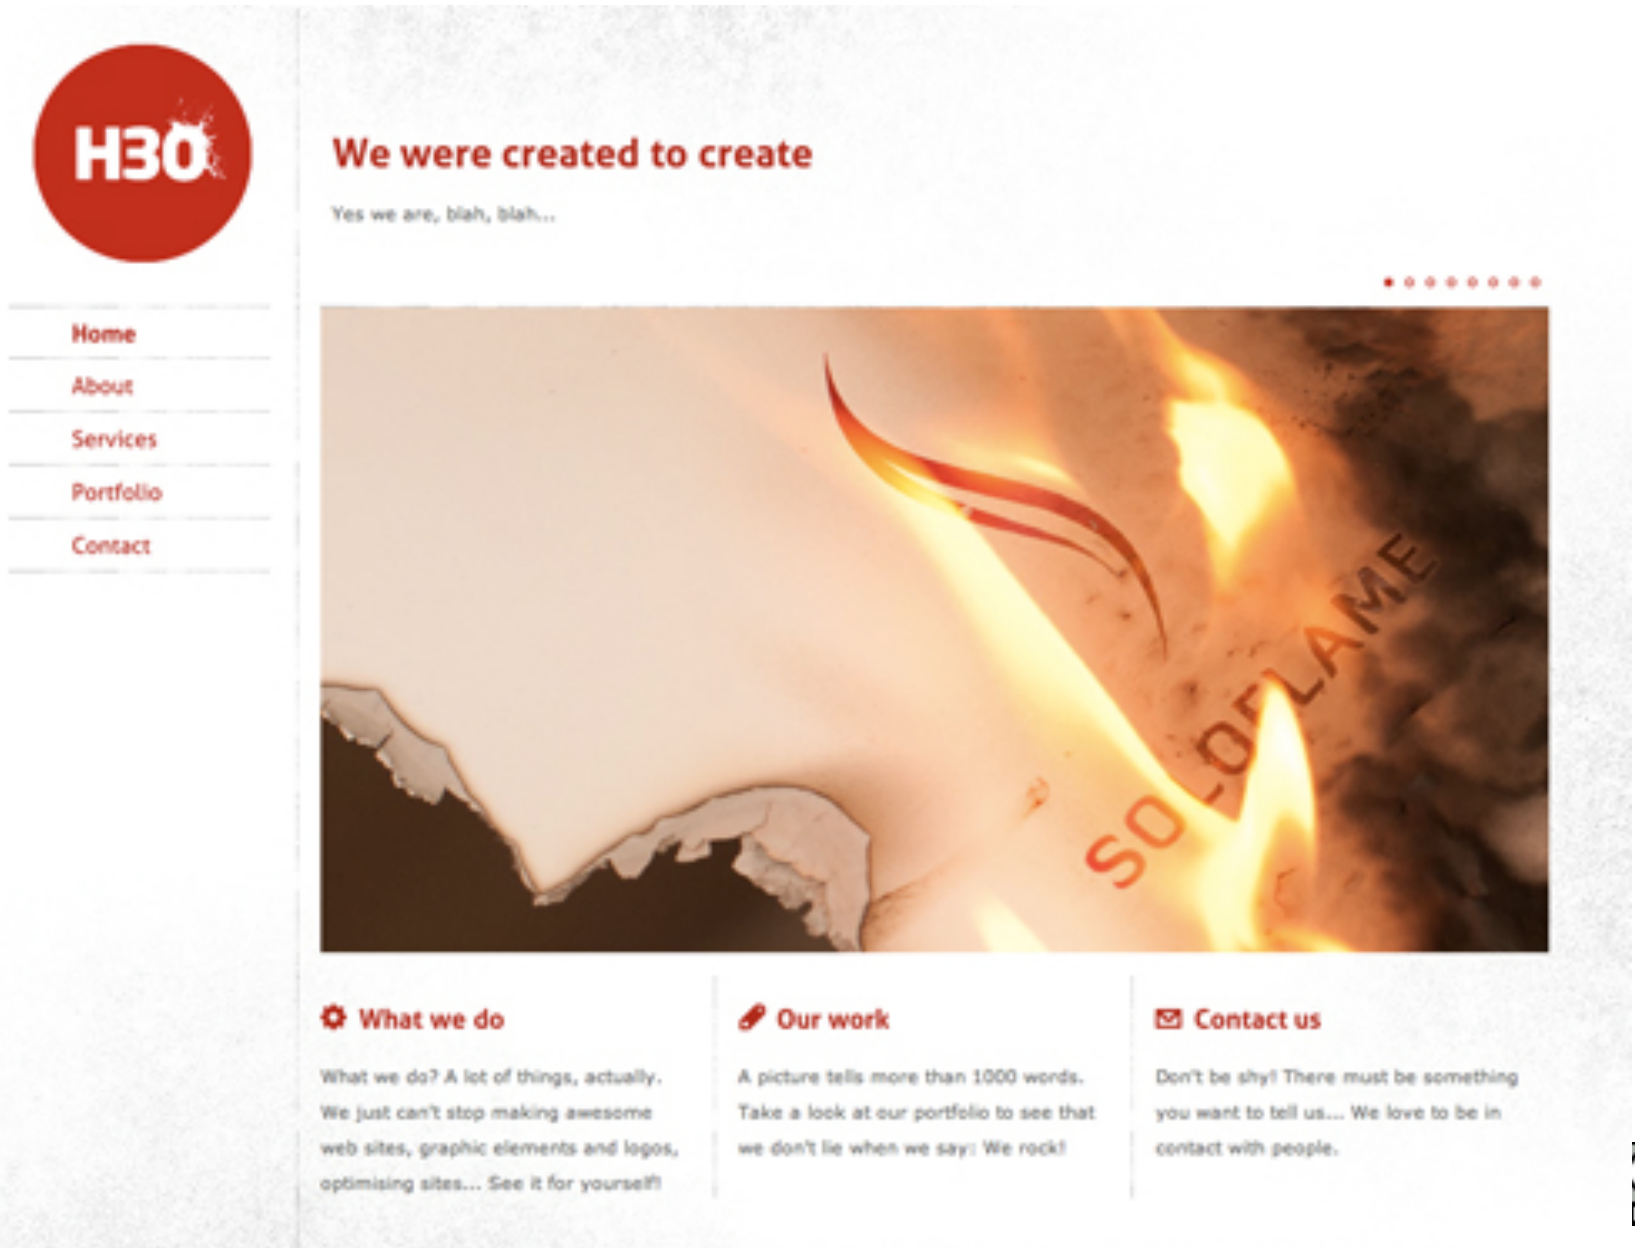 H3O
Home
About
Services
Portfolio
Contact
We were created to create
Yes we are, blah, blah...
SOLOFLAME
What we do
What we do? A lot of things, actually.
We just can't stop making awesome
web sites, graphic elements and logos,
optimising sites... See it for yourself!
Our work
A picture tells more than 1000 words.
Take a look at our portfolio to see that
we don't lie when we say: We rock!
Contact us
Don't be shy! There must be something
you want to tell us... We love to be in
contact with people.